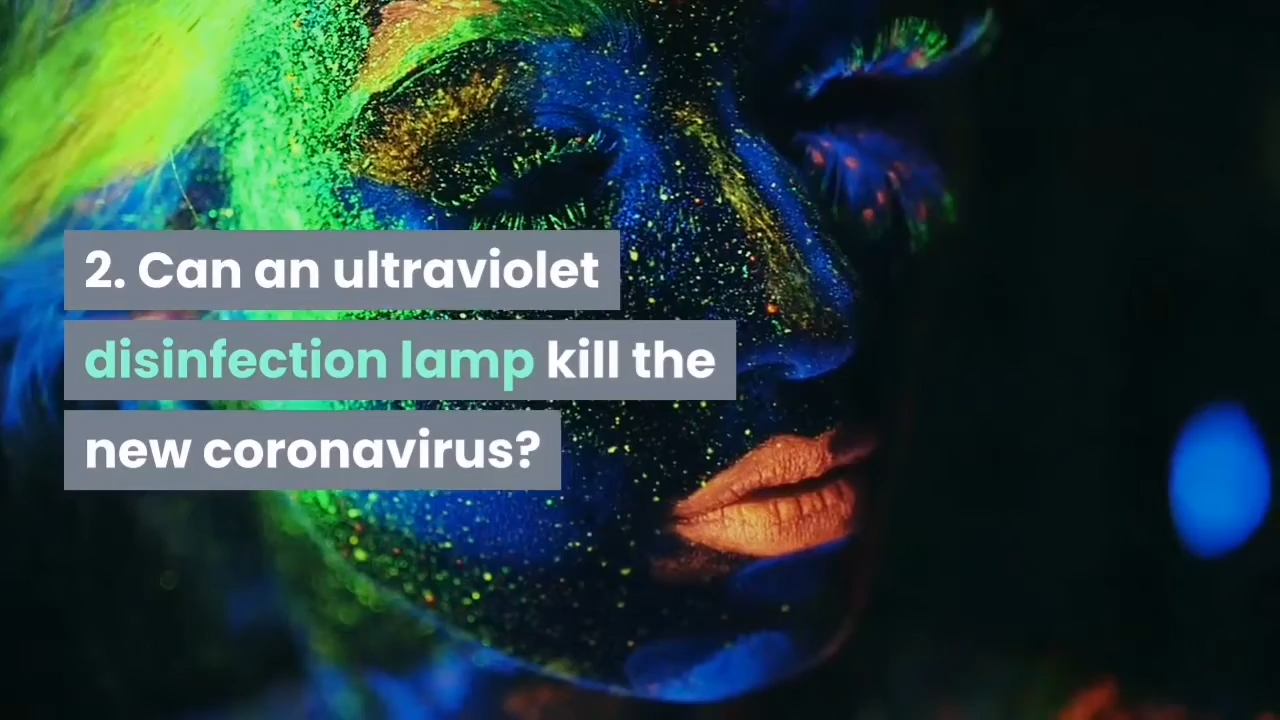 2. Can an ultraviolet
disinfection lamp kill the
new coronavirus?